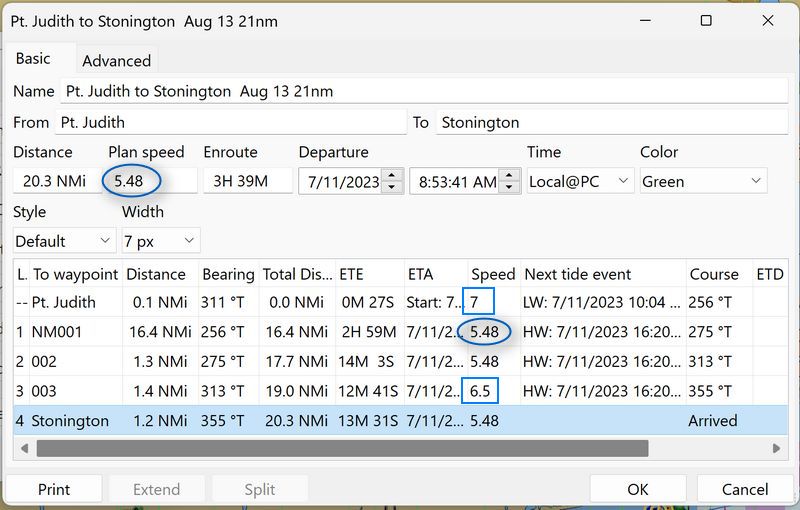 Pt. Judith to Stonington  Aug 13 21nm
Basic Advanced
Name Pt. Judith to Stonington  Aug 13 21nm
From Pt. Judith To Stonington
Distance Plan speed Enroute Departure Time Color
20.3 NMi 5.48 3H 39M 7/11/2023 8:53:41 AM Local@PC Green
Style Width
Default 7 px
L. To waypoint Distance Bearing Total Dis... ETE ETA Speed Next tide event Course ETD
-- Pt. Judith 0.1 NMi 311 °T 0.0 NMi 0M 27S Start: 7... 7 LW: 7/11/2023 10:04 ... 256 °T
1 NM001 16.4 NMi 256 °T 16.4 NMi 2H 59M 7/11/2... 5.48 HW: 7/11/2023 16:20... 275 °T
2 002 1.3 NMi 275 °T 17.7 NMi 14M  3S 7/11/2... 5.48 HW: 7/11/2023 16:20... 313 °T
3 003 1.4 NMi 313 °T 19.0 NMi 12M 41S 7/11/2... 6.5 HW: 7/11/2023 16:20... 355 °T
4 Stonington 1.2 NMi 355 °T 20.3 NMi 13M 31S 7/11/2... 5.48 Arrived
Print Extend Split OK Cancel